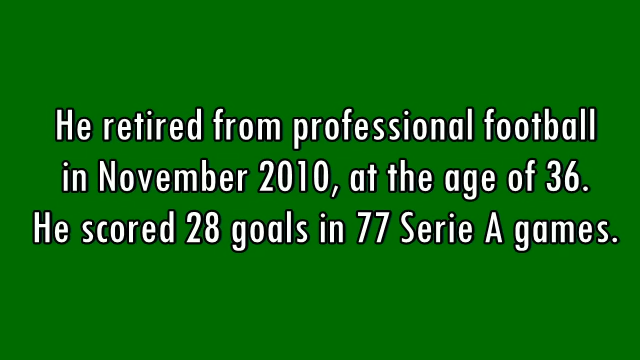 He retired from professional football
in November 2010, at the age of 36.
He scored 28 goals in 77 Serie A games.